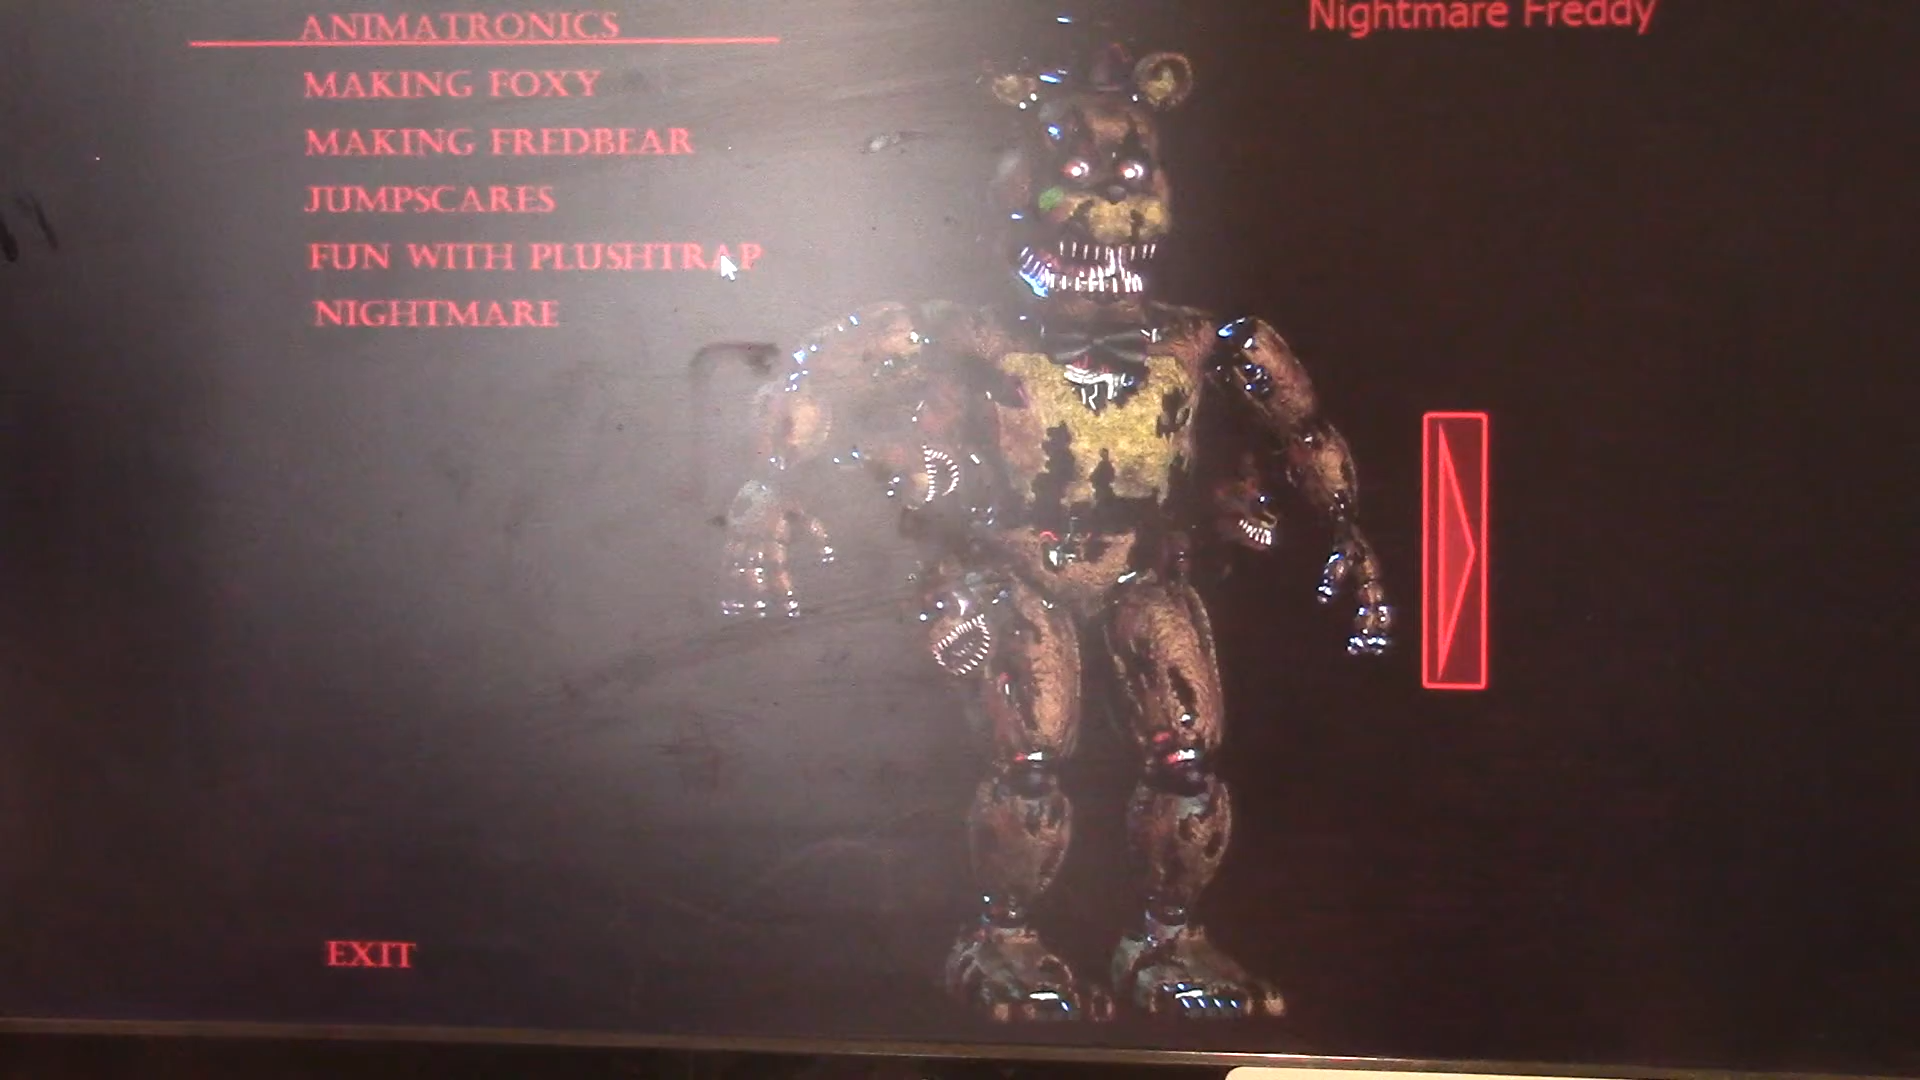 ANIMATRONICS
MAKING FOXY
MAKING FREDBEAR
JUMPSCARES
FUN WITH PLUSHTRAP
NIGHTMARE
EXIT
Nightmare Freddy